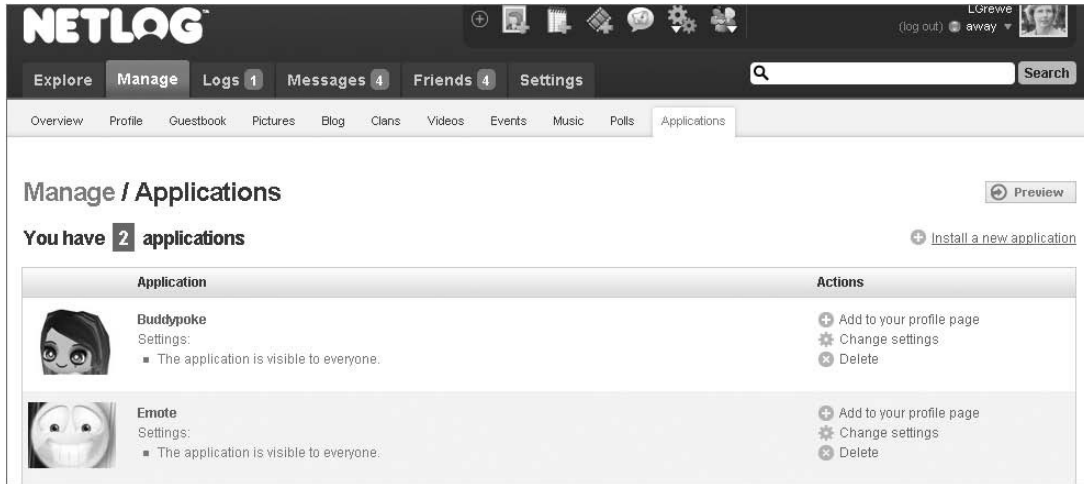 NETLOG
LGrewe
(log out) away
Explore Manage Logs 1 Messages 4 Friends 4 Settings Search
Overview Profile Guestbook Pictures Blog Clans Videos Events Music Polls Applications
Manage / Applications
Preview
You have 2 applications
Install a new application
Application Actions
Buddypoke
Settings:
The application is visible to everyone.
Add to your profile page
Change settings
Delete
Emote
Settings:
The application is visible to everyone.
Add to your profile page
Change settings
Delete